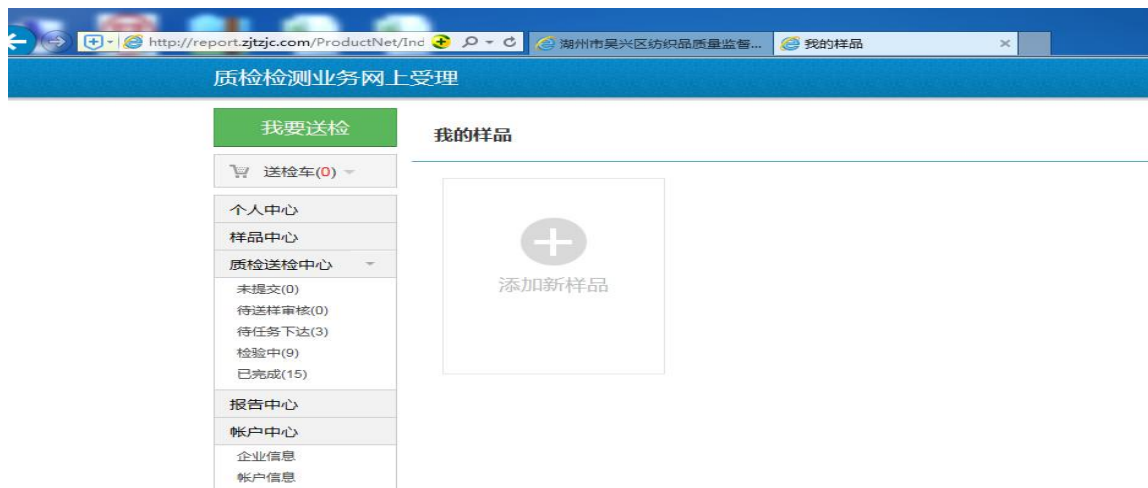 http://report.zjtzjc.com/ProductNet/Ind
湖州市吴兴区纺织品质量监督...
我的样品
质检检测业务网上受理
我要送检
我的样品
送检车(0)
个人中心
样品中心
质检送检中心
未提交(0)
待送样审核(0)
待任务下达(3)
检验中(9)
已完成(15)
报告中心
帐户中心
企业信息
帐户信息
添加新样品